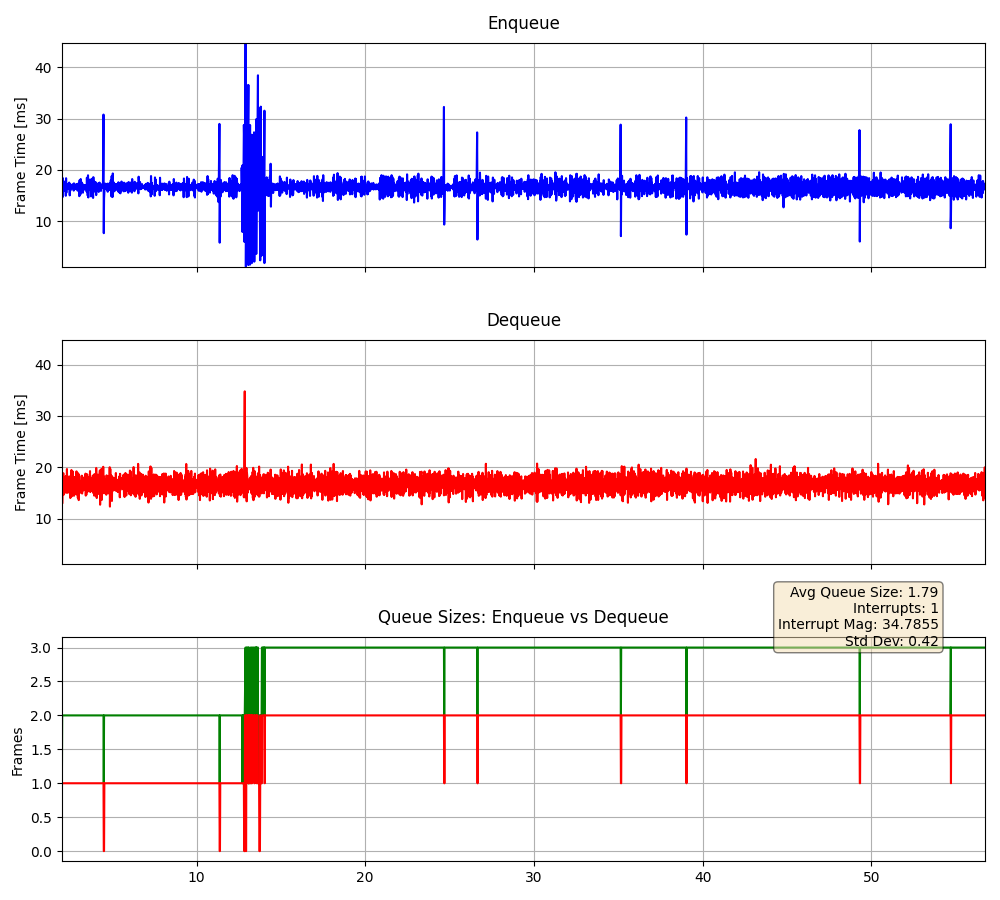 Enqueue
40
30
20
10
Frame Time [ms]
Dequeue
40
30
20
10
Frame Time [ms]
Avg Queue Size: 1.79
Interrupts: 1
Interrupt Mag: 34.7855
Std Dev: 0.42
Queue Sizes: Enqueue vs Dequeue
3.0
2.5
2.0
1.5
1.0
0.5
0.0
Frames
10 20 30 40 50